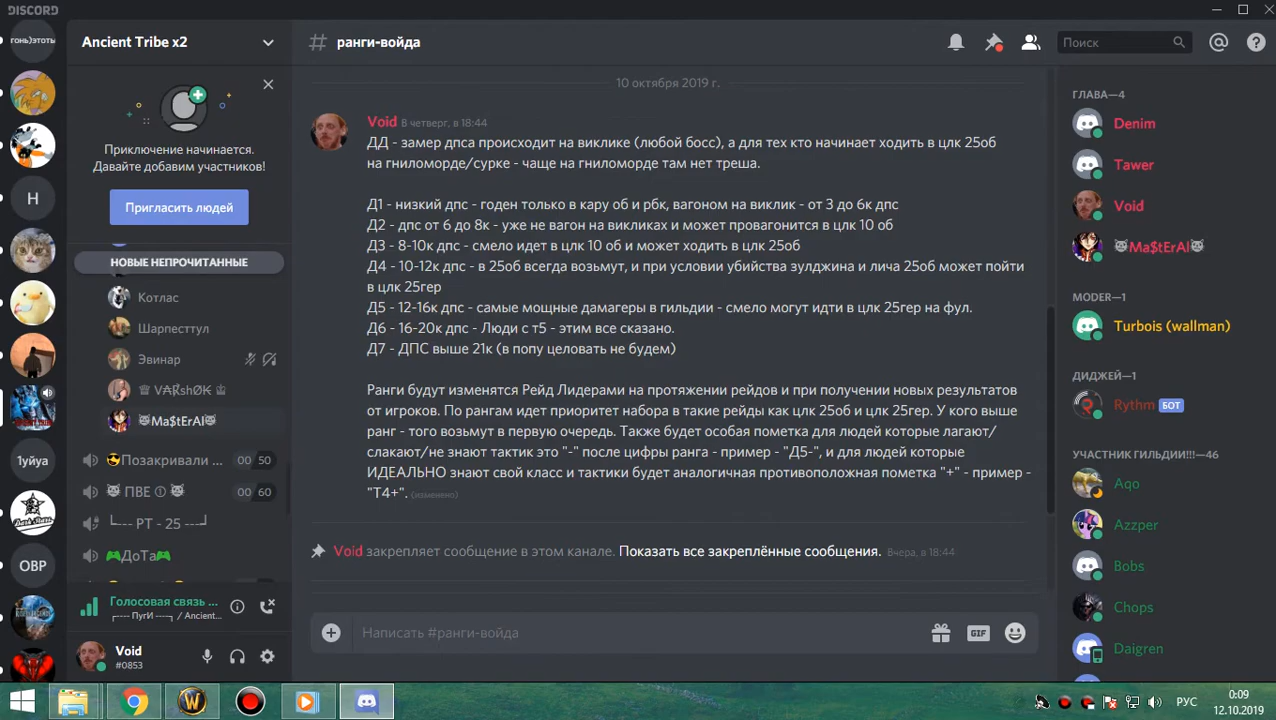 DISCORD
Ancient Tribe x2
Приключение начинается.
Давайте добавим участников!
Пригласить людей
НОВЫЕ НЕПРОЧИТАННЫЕ
Котлас
Шарпесттул
Эвинар
♕ V₳ⱤshØ₭ ♕
😈Ma$tErAl😈
😎Позакривали ... 00 50
😈 ПВЕ ① 😈 00 60
└--- РТ - 25 ---┘
🎮ДоТа🎮
Голосовая связь ...
┌---- ПугИ ----┐ / Ancient...
Void
#0853
гонь)этоты
Н
1уйуа
ОВР
# ранги-войда
Поиск
10 октября 2019 г.
Void В четверг, в 18:44
ДД - замер дпса происходит на виклике (любой босс), а для тех кто начинает ходить в цлк 25об
на гниломорде/сурке - чаще на гниломорде там нет треша.
Д1 - низкий дпс - годен только в кару об и рбк, вагоном на виклик - от 3 до 6к дпс
Д2 - дпс от 6 до 8к - уже не вагон на викликах и может провагонится в цлк 10 об
Д3 - 8-10к дпс - смело идет в цлк 10 об и может ходить в цлк 25об
Д4 - 10-12к дпс - в 25об всегда возьмут, и при условии убийства зулджина и лича 25об может пойти
в цлк 25гер
Д5 - 12-16к дпс - самые мощные дамагеры в гильдии - смело могут идти в цлк 25гер на фул.
Д6 - 16-20к дпс - Люди с т5 - этим все сказано.
Д7 - ДПС выше 21к (в попу целовать не будем)
Ранги будут изменятся Рейд Лидерами на протяжении рейдов и при получении новых результатов
от игроков. По рангам идет приоритет набора в такие рейды как цлк 25об и цлк 25гер. У кого выше
ранг - того возьмут в первую очередь. Также будет особая пометка для людей которые лагают/
слакают/не знают тактик это "-" после цифры ранга - пример - "Д5-", и для людей которые
ИДЕАЛЬНО знают свой класс и тактики будет аналогичная противоположная пометка "+" - пример -
"Т4+". (изменено)
Void закрепляет сообщение в этом канале. Показать все закреплённые сообщения. Вчера, в 18:44
Написать #ранги-войда
GIF
ГЛАВА—4
Denim
Tawer
Void
😈Ma$tErAl😈
MODER—1
Turbois (wallman)
ДИДЖЕЙ—1
Rythm БОТ
УЧАСТНИК ГИЛЬДИИ!!!—46
Aqo
Azzper
Bobs
Chops
Daigren
РУС
0:09
12.10.2019